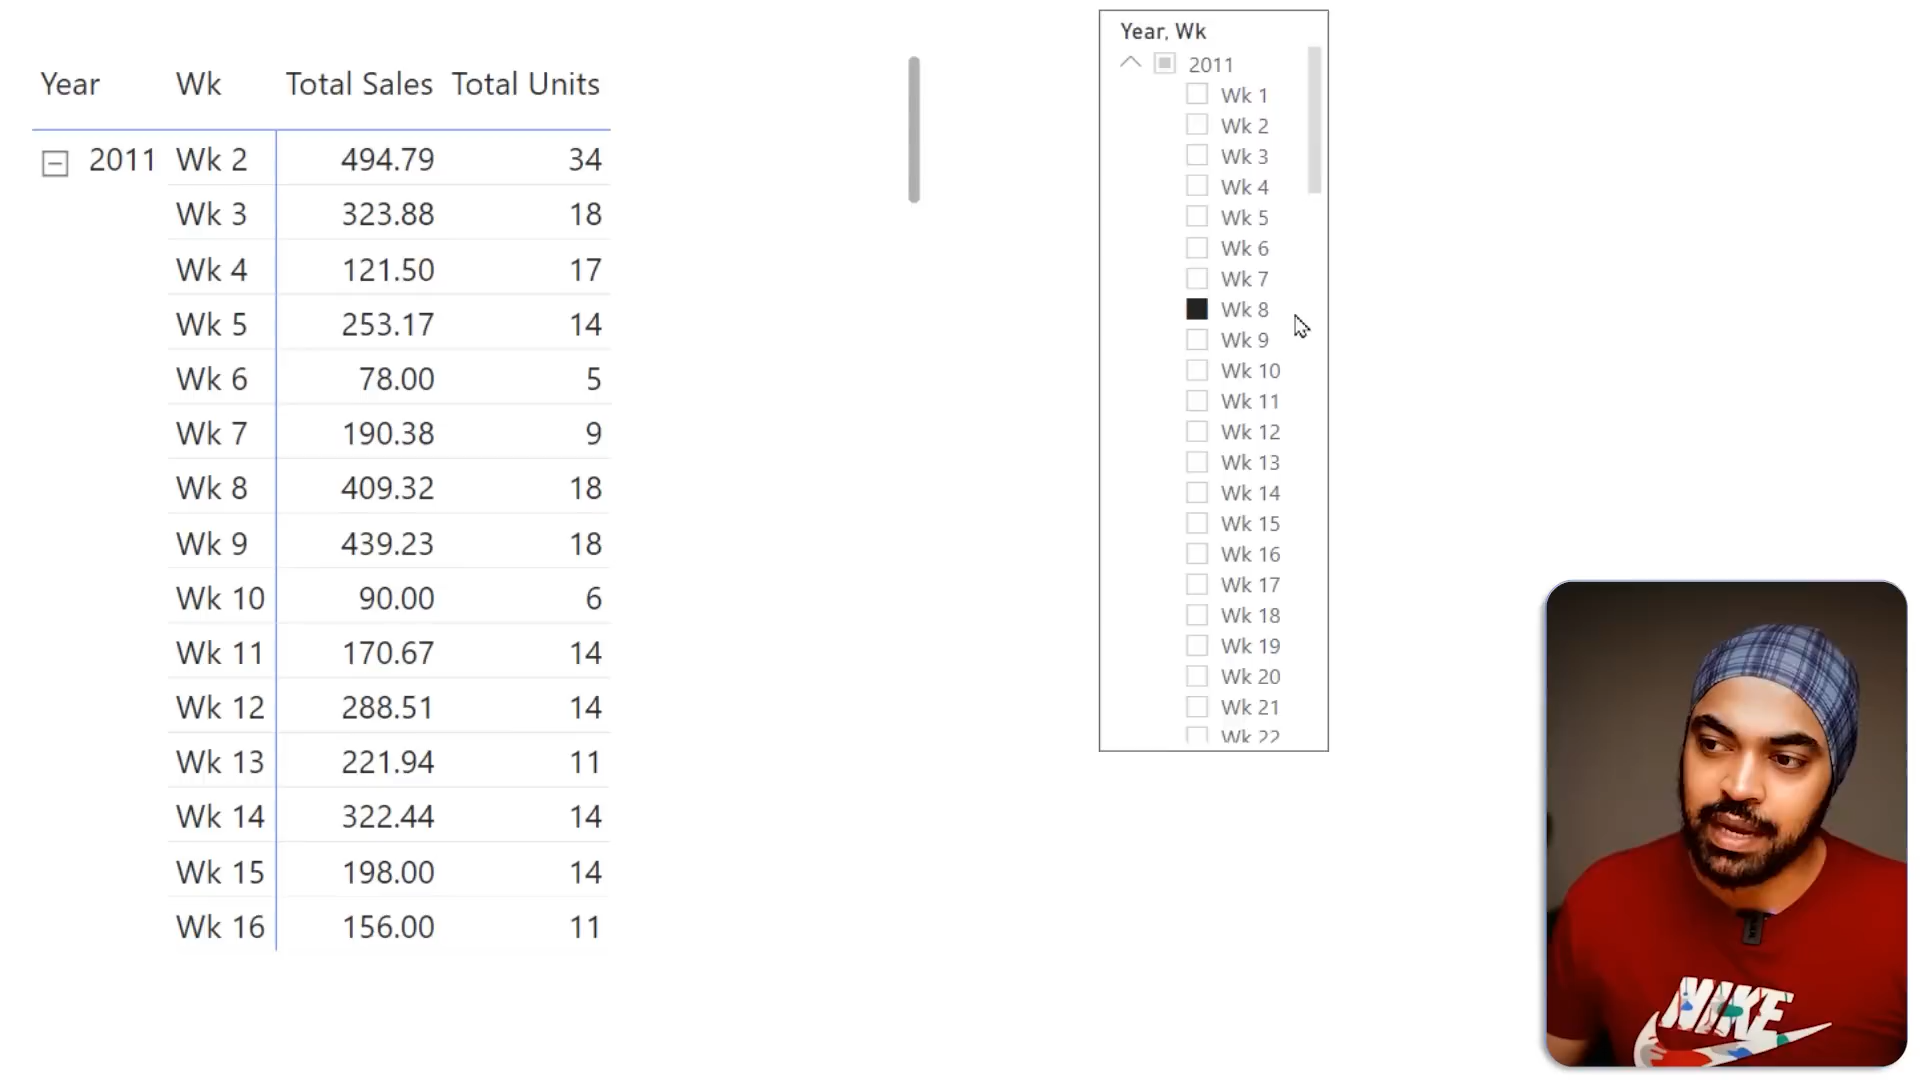 Year Wk Total Sales Total Units
2011 Wk 2 494.79 34
Wk 3 323.88 18
Wk 4 121.50 17
Wk 5 253.17 14
Wk 6 78.00 5
Wk 7 190.38 9
Wk 8 409.32 18
Wk 9 439.23 18
Wk 10 90.00 6
Wk 11 170.67 14
Wk 12 288.51 14
Wk 13 221.94 11
Wk 14 322.44 14
Wk 15 198.00 14
Wk 16 156.00 11
Year, Wk
2011
Wk 1
Wk 2
Wk 3
Wk 4
Wk 5
Wk 6
Wk 7
Wk 8
Wk 9
Wk 10
Wk 11
Wk 12
Wk 13
Wk 14
Wk 15
Wk 16
Wk 17
Wk 18
Wk 19
Wk 20
Wk 21
Wk 22
NIKE